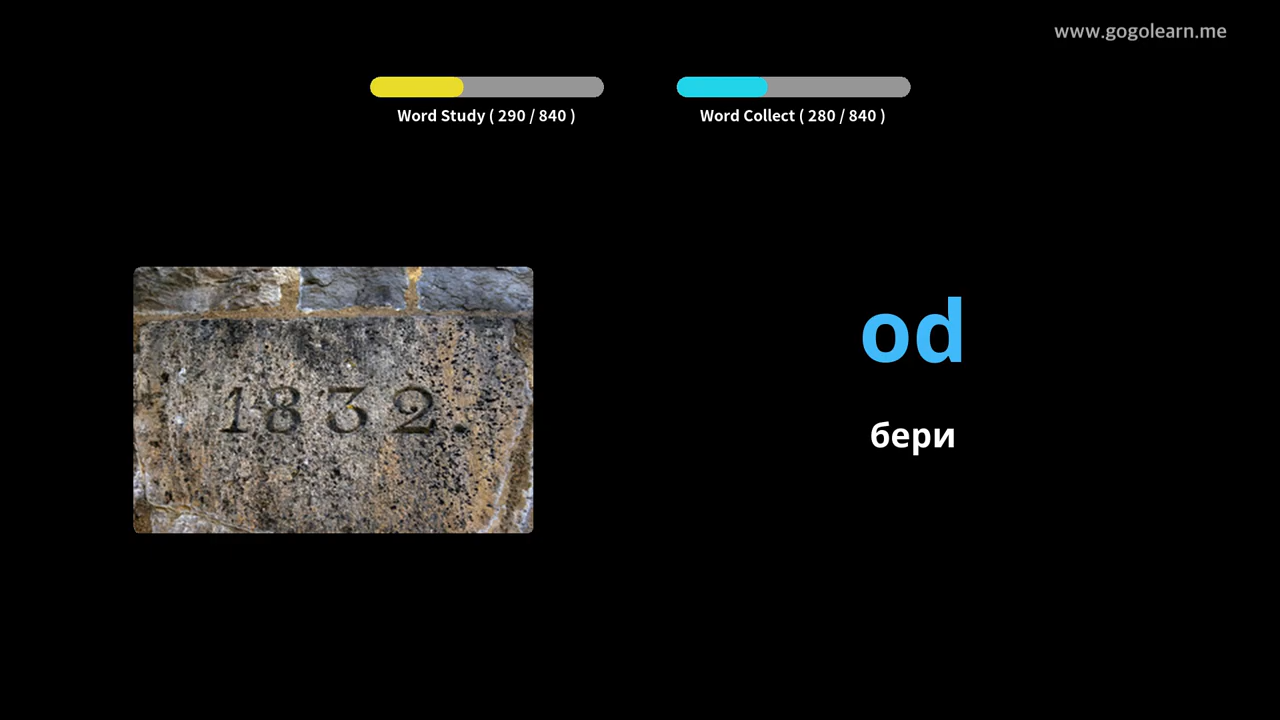 www.gogolearn.me
Word Study ( 290 / 840 )
Word Collect ( 280 / 840 )
1832.
od
бери